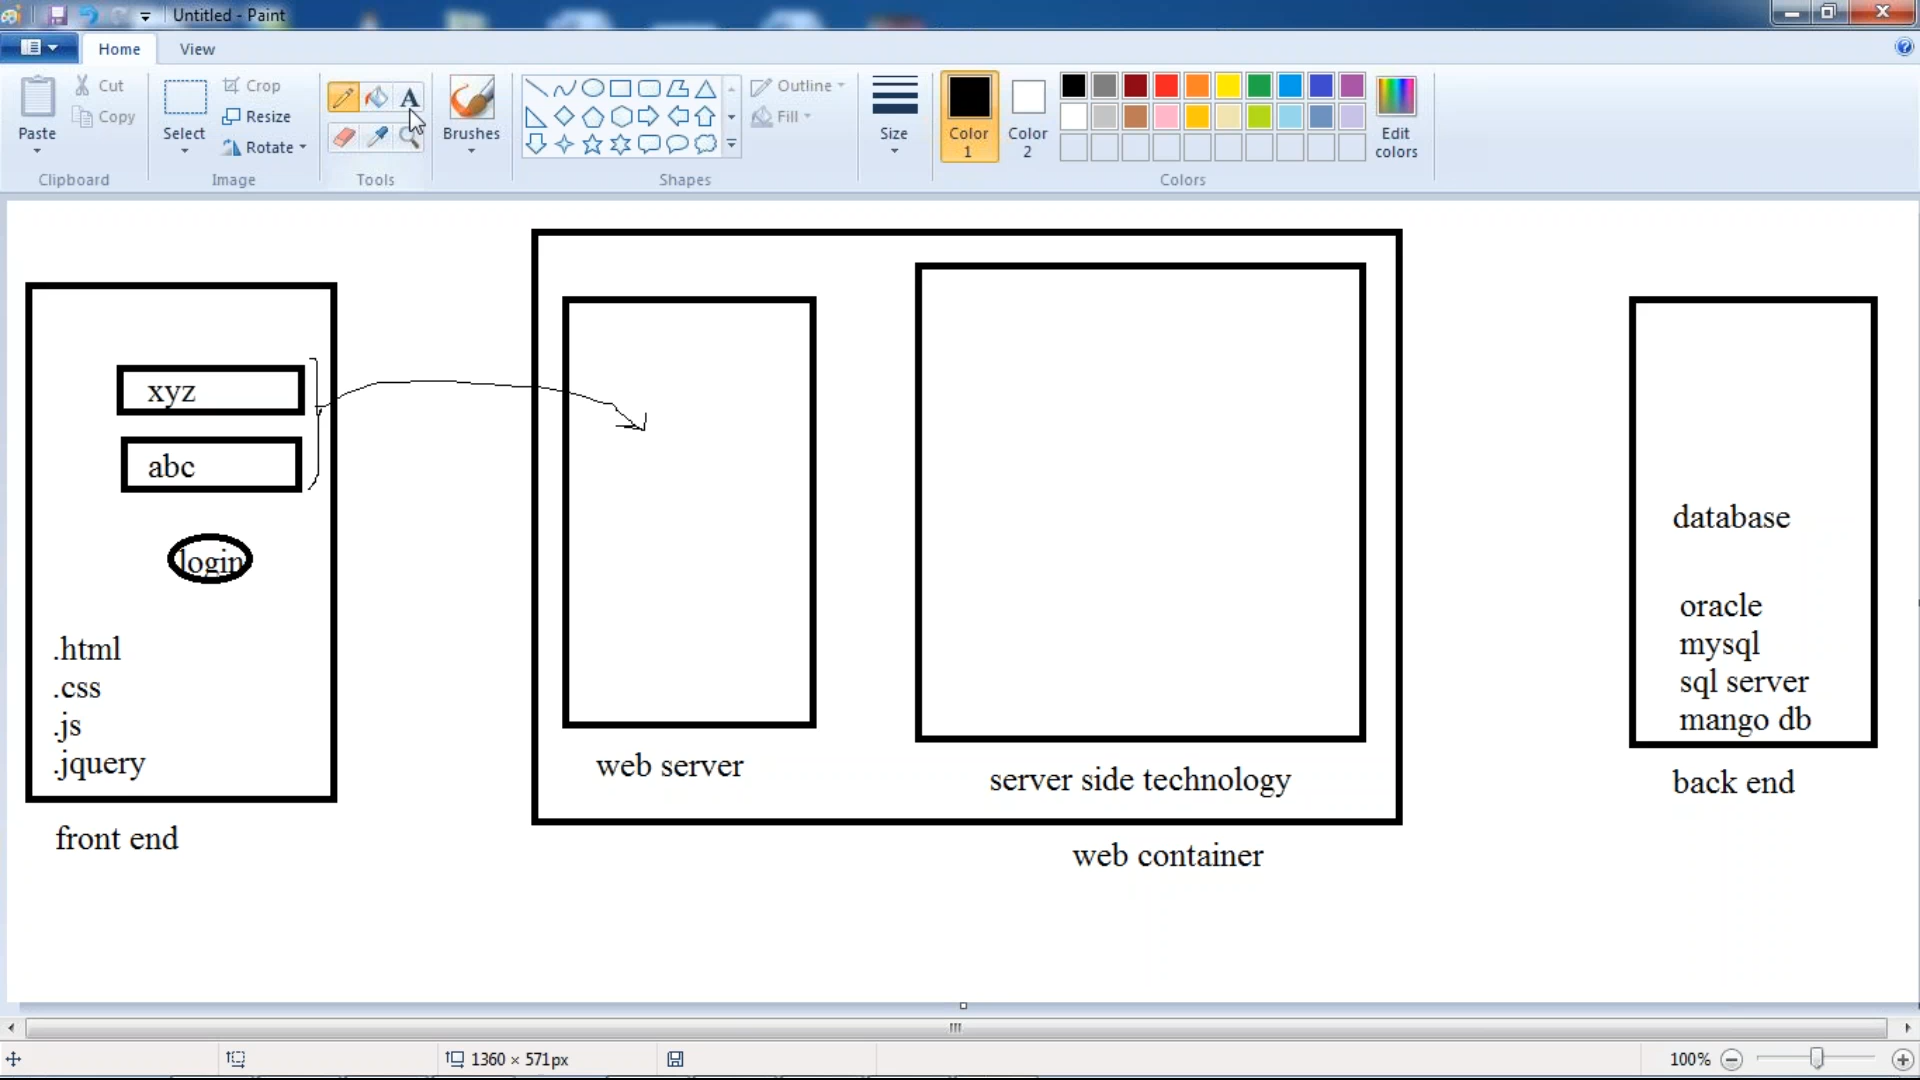 Untitled - Paint
Home
View
Paste
Cut
Copy
Clipboard
Select
Crop
Resize
Rotate
Image
A
Tools
Brushes
Shapes
Outline
Fill
Size
Color
1
Color
2
Edit
colors
Colors
xyz
abc
login
.html
.css
.js
.jquery
front end
web server
server side technology
web container
database
oracle
mysql
sql server
mango db
back end
1360 × 571px
100%